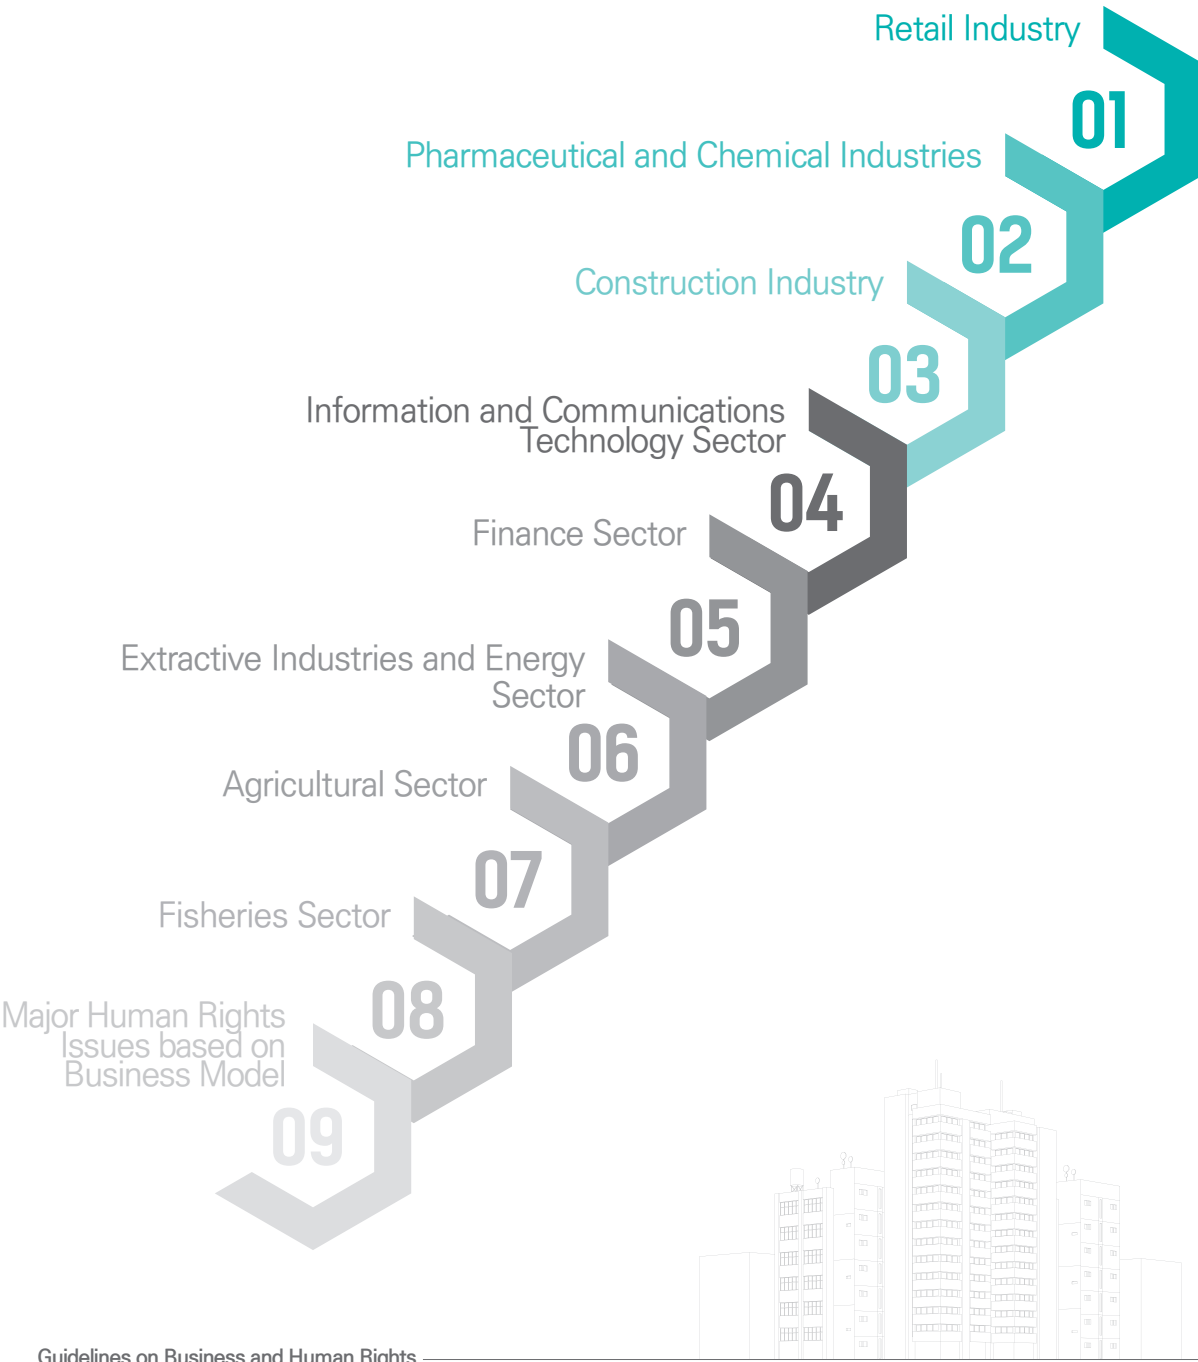 Retail Industry
01
Pharmaceutical and Chemical Industries
02
Construction Industry
03
Information and Communications
Technology Sector
04
Finance Sector
05
Extractive Industries and Energy
Sector
06
Agricultural Sector
07
Fisheries Sector
08
Major Human Rights
Issues based on
Business Model
09
Guidelines on Business and Human Rights